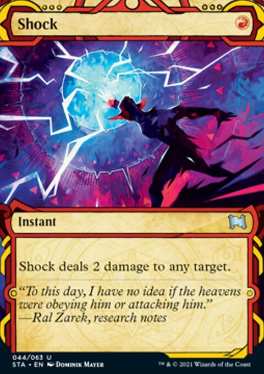 Shock
Instant
Shock deals 2 damage to any target.
“To this day, I have no idea if the heavens
were obeying him or attacking him.”
—Ral Zarek, research notes
044/063 U
STA • EN DOMINIK MAYER
™ & © 2021 Wizards of the Coast